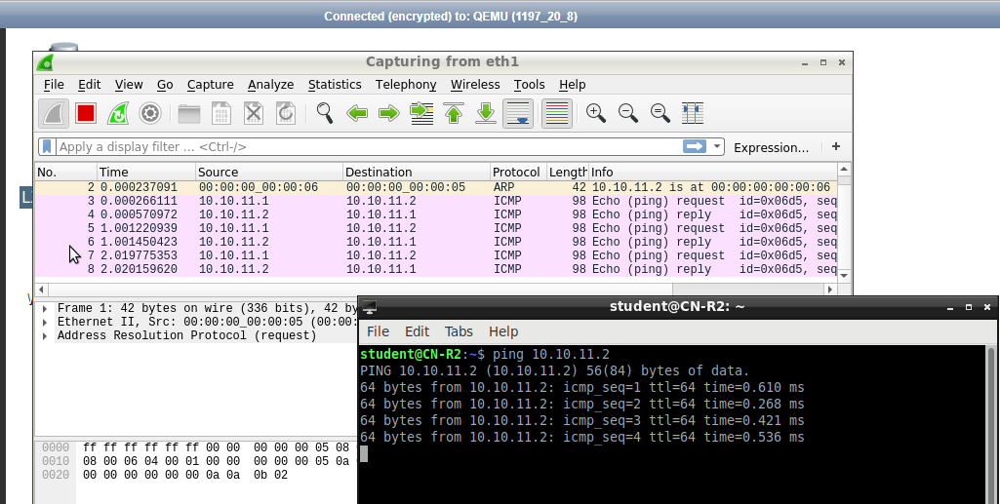 Connected (encrypted) to: QEMU (1197_20_8)
Capturing from eth1
File Edit View Go Capture Analyze Statistics Telephony Wireless Tools Help
Apply a display filter ... <Ctrl-/> Expression... +
No. Time Source Destination Protocol Length Info
2 0.000237091 00:00:00_00:00:06 00:00:00_00:00:05 ARP 42 10.10.11.2 is at 00:00:00:00:00:06
3 0.000266111 10.10.11.1 10.10.11.2 ICMP 98 Echo (ping) request id=0x06d5, seq
4 0.000570972 10.10.11.2 10.10.11.1 ICMP 98 Echo (ping) reply id=0x06d5, seq
5 1.001220939 10.10.11.1 10.10.11.2 ICMP 98 Echo (ping) request id=0x06d5, seq
6 1.001450423 10.10.11.2 10.10.11.1 ICMP 98 Echo (ping) reply id=0x06d5, seq
7 2.019775353 10.10.11.1 10.10.11.2 ICMP 98 Echo (ping) request id=0x06d5, seq
8 2.020159620 10.10.11.2 10.10.11.1 ICMP 98 Echo (ping) reply id=0x06d5, seq
Frame 1: 42 bytes on wire (336 bits), 42 by
Ethernet II, Src: 00:00:00_00:00:05 (00:00:
Address Resolution Protocol (request)
0000 ff ff ff ff ff ff 00 00 00 00 00 05 08
0010 08 00 06 04 00 01 00 00 00 00 00 05 0a
0020 00 00 00 00 00 00 0a 0a 0b 02
student@CN-R2: ~
File Edit Tabs Help
student@CN-R2:~$ ping 10.10.11.2
PING 10.10.11.2 (10.10.11.2) 56(84) bytes of data.
64 bytes from 10.10.11.2: icmp_seq=1 ttl=64 time=0.610 ms
64 bytes from 10.10.11.2: icmp_seq=2 ttl=64 time=0.268 ms
64 bytes from 10.10.11.2: icmp_seq=3 ttl=64 time=0.421 ms
64 bytes from 10.10.11.2: icmp_seq=4 ttl=64 time=0.536 ms